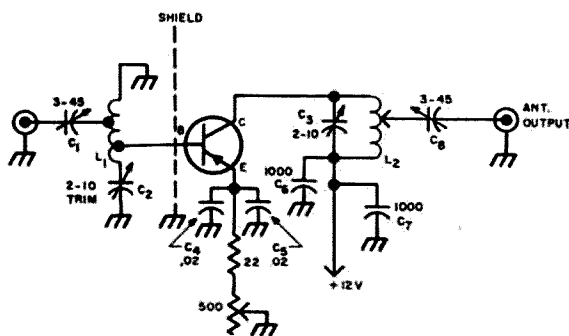 SHIELD
3-45
C1
L1
2-10
TRIM
C2
B
C
E
C3
2-10
L2
3-45
C8
ANT.
OUTPUT
1000
C6
1000
C7
C4
.02
C5
.02
22
500
+12V